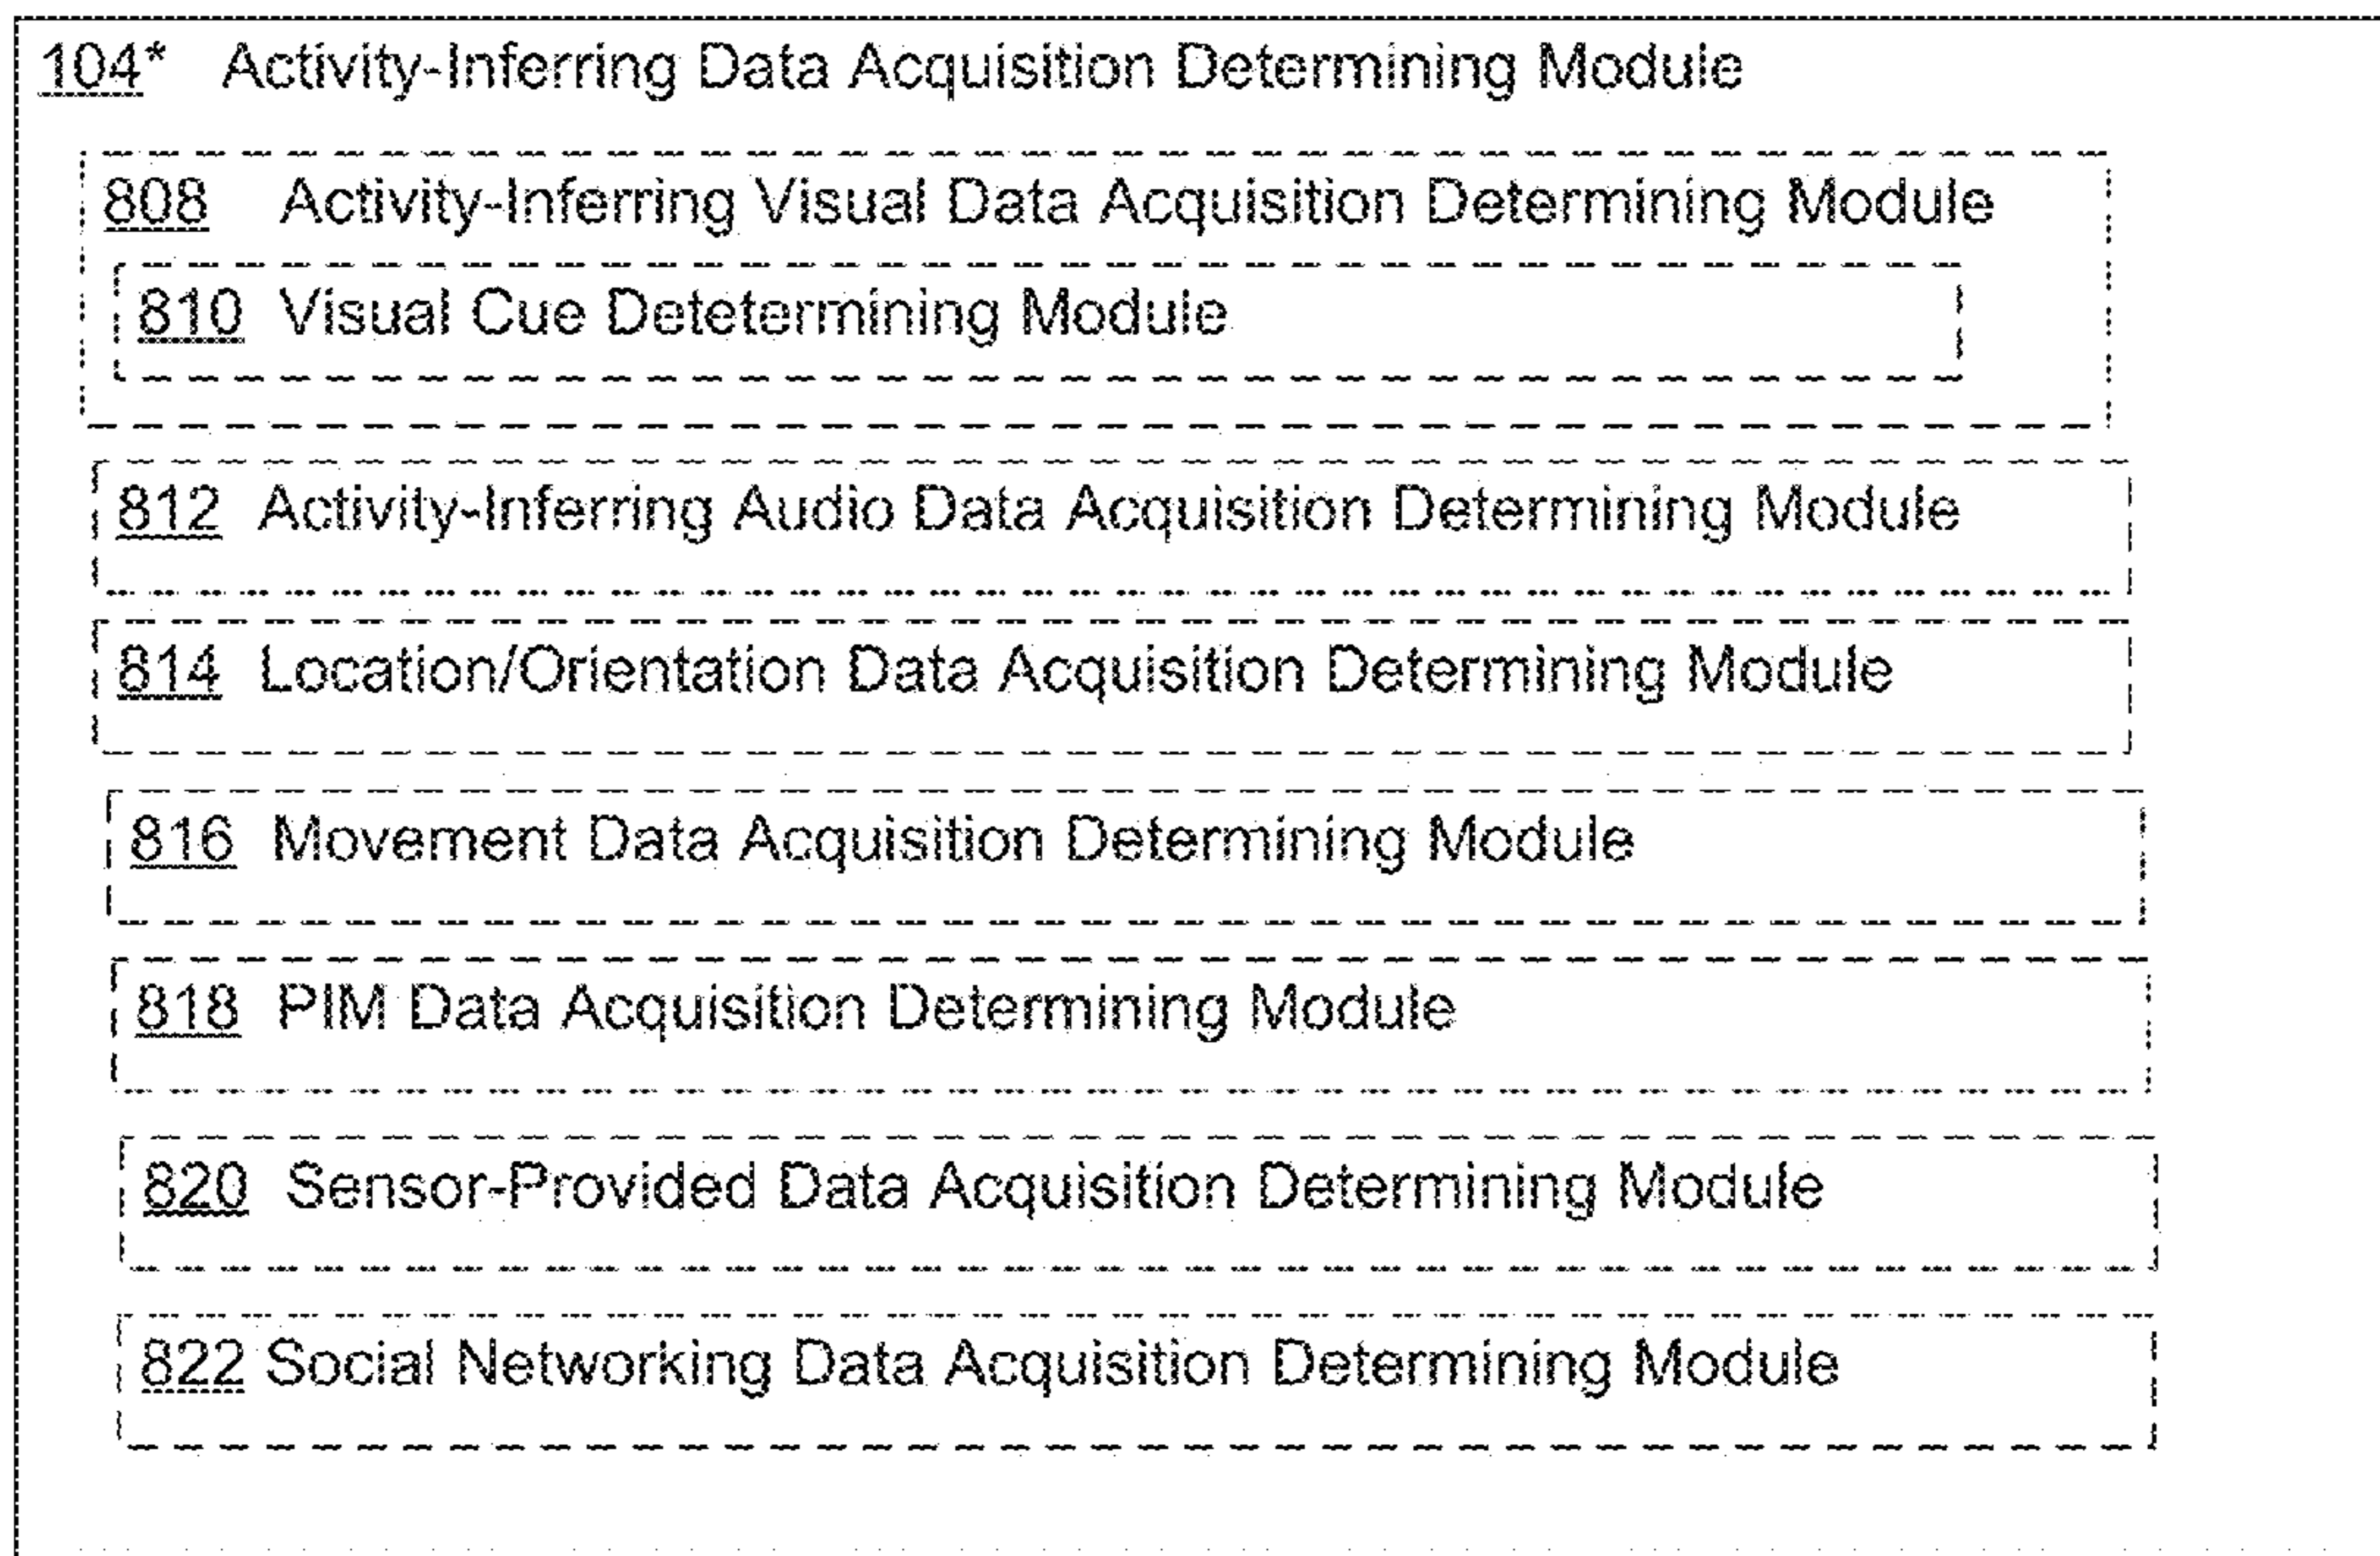 104* Activity-Inferring Data Acquisition Determining Module
808 Activity-Inferring Visual Data Acquisition Determining Module
810 Visual Cue Detetermining Module
812 Activity-Inferring Audio Data Acquisition Determining Module
814 Location/Orientation Data Acquisition Determining Module
816 Movement Data Acquisition Determining Module
818 PIM Data Acquisition Determining Module
820 Sensor-Provided Data Acquisition Determining Module
822 Social Networking Data Acquisition Determining Module